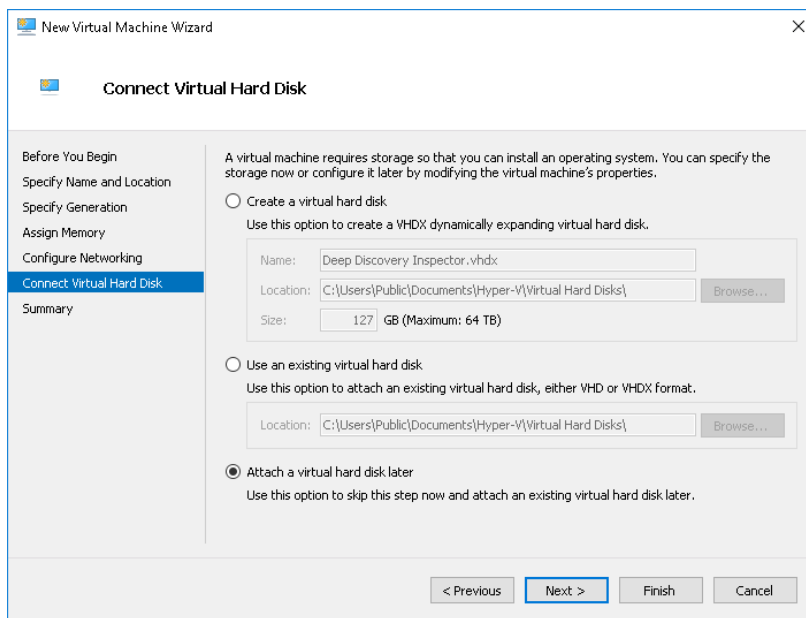 New Virtual Machine Wizard
Connect Virtual Hard Disk
Before You Begin
Specify Name and Location
Specify Generation
Assign Memory
Configure Networking
Connect Virtual Hard Disk
Summary
A virtual machine requires storage so that you can install an operating system. You can specify the
storage now or configure it later by modifying the virtual machine's properties.
Create a virtual hard disk
Use this option to create a VHDX dynamically expanding virtual hard disk.
Name: Deep Discovery Inspector.vhdx
Location: C:\Users\Public\Documents\Hyper-V\Virtual Hard Disks\ Browse...
Size: 127 GB (Maximum: 64 TB)
Use an existing virtual hard disk
Use this option to attach an existing virtual hard disk, either VHD or VHDX format.
Location: C:\Users\Public\Documents\Hyper-V\Virtual Hard Disks\ Browse...
Attach a virtual hard disk later
Use this option to skip this step now and attach an existing virtual hard disk later.
< Previous Next > Finish Cancel